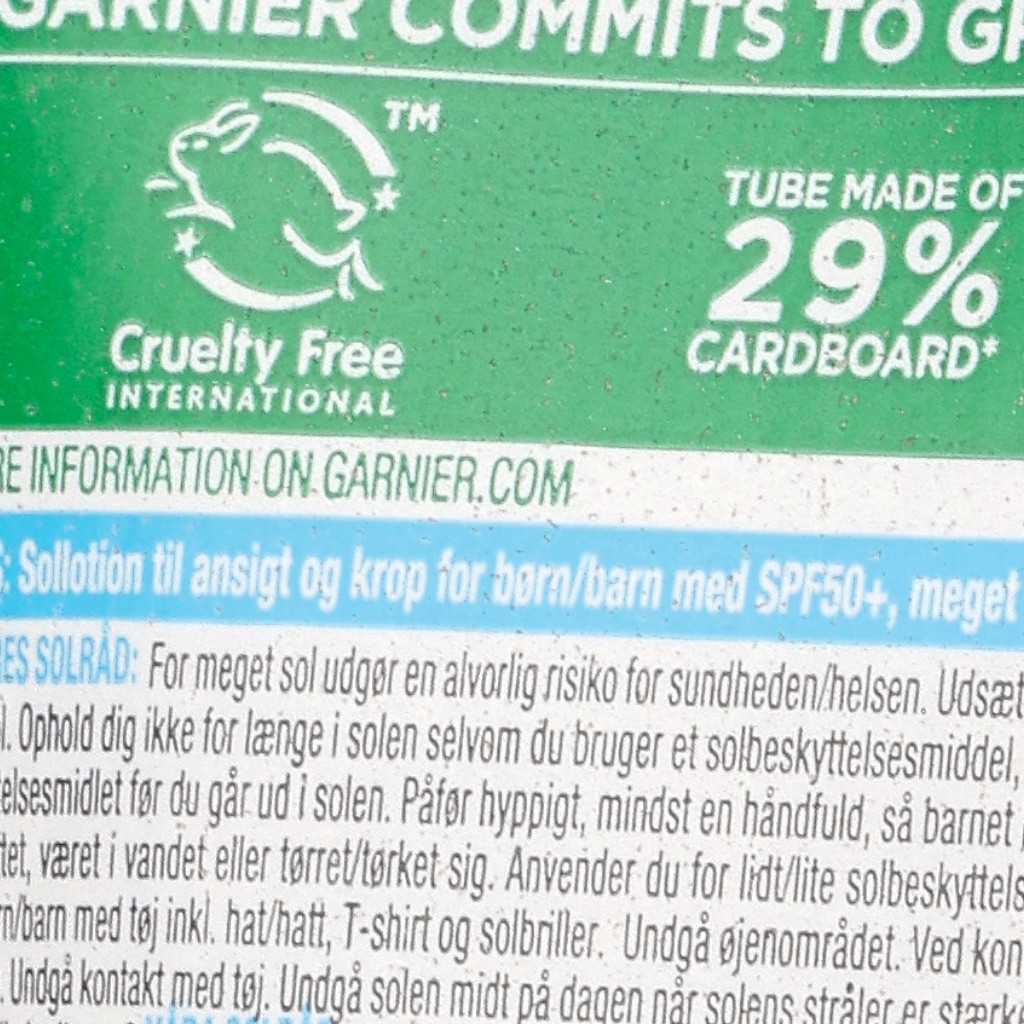 GARNIER COMMITS TO GR
TM
TUBE MADE OF
29%
CARDBOARD*
Cruelty Free
INTERNATIONAL
RE INFORMATION ON GARNIER.COM
: Sollotion til ansigt og krop for børn/barn med SPF50+, meget
ES SOLRÅD: For meget sol udgør en alvorlig risiko for sundheden/helsen. Udsæt
. Ophold dig ikke for længe i solen selvom du bruger et solbeskyttelsesmiddel,
elsesmidlet før du går ud i solen. Påfør hyppigt, mindst en håndfuld, så barnet
tet, været i vandet eller tørret/tørket sig. Anvender du for lidt/lite solbeskyttels
n/barn med tøj inkl. hat/hatt, T-shirt og solbriller. Undgå øjenområdet. Ved kon
. Undgå kontakt med tøj. Undgå solen midt på dagen når solens stråler er stærke